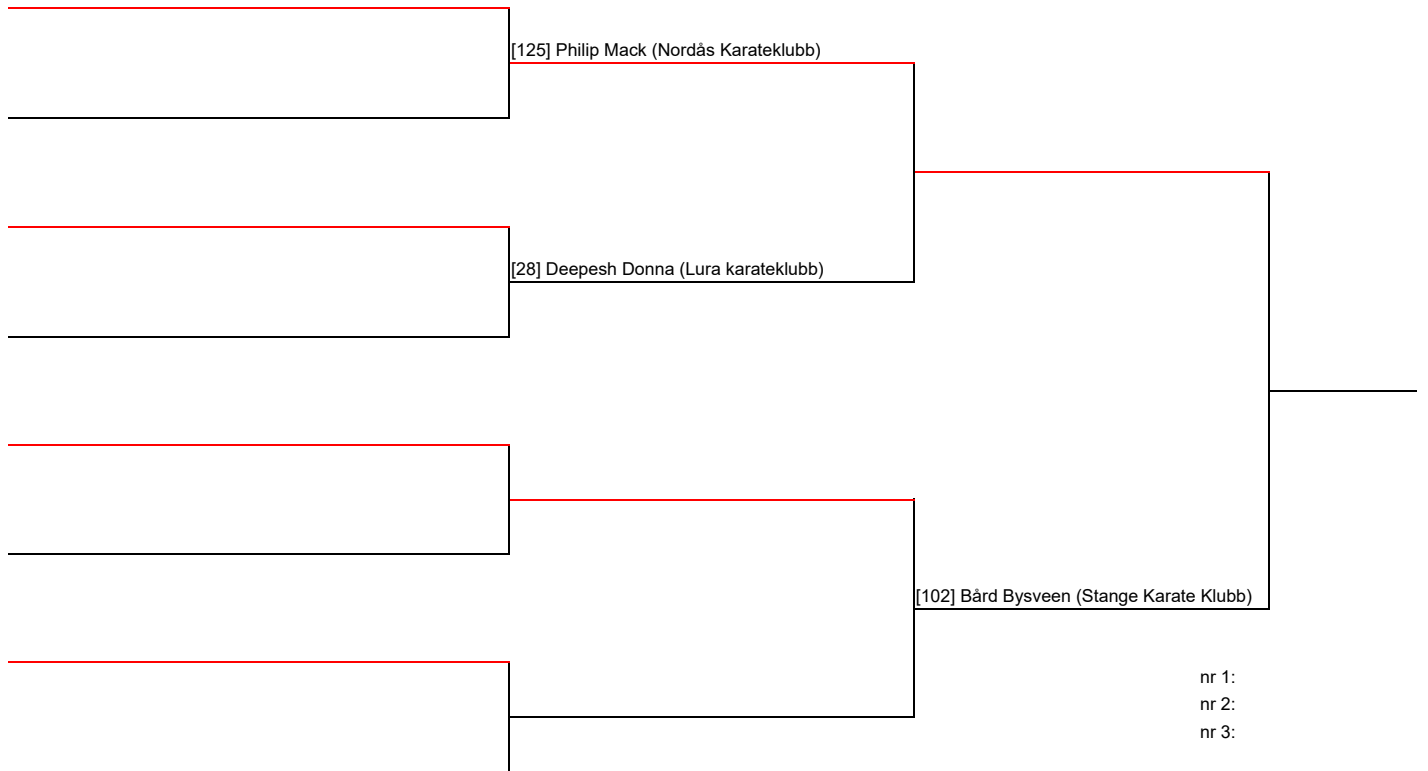 [125] Philip Mack (Nordås Karateklubb)
[28] Deepesh Donna (Lura karateklubb)
[102] Bård Bysveen (Stange Karate Klubb)
nr 1:
nr 2:
nr 3: